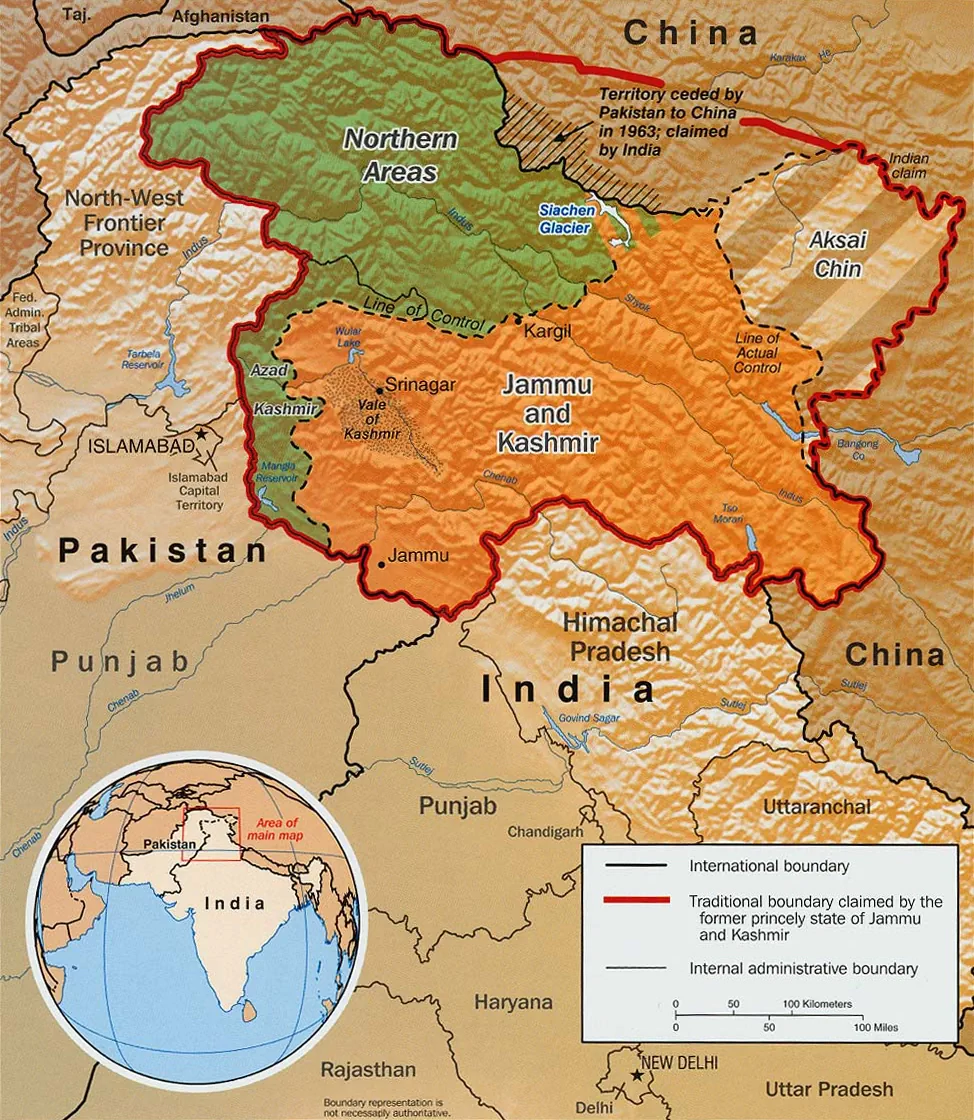 Taj.
Afghanistan
China
Karakax He
Territory ceded by
Pakistan to China
in 1963; claimed
by India
Indian
claim
Northern
Areas
North-West
Frontier
Province
Indus
Indus
Siachen
Glacier
Aksai
Chin
Fed.
Admin.
Tribal
Areas
Line of Control
Shyok
Kargil
Wular
Lake
Line of
Actual
Control
Tarbela
Reservoir
Azad
Kashmir
Srinagar
Vale
of
Kashmir
Jammu
and
Kashmir
ISLAMABAD
Islamabad
Capital
Territory
Mangla
Reservoir
Chenab
Bangong
Co
Indus
Indus
Tso
Morari
Pakistan
Jammu
Jhelum
Himachal
Pradesh
China
Punjab
Chenab
India
Sutlej
Sutlej
Govind Sagar
Sutlej
Punjab
Chandigarh
Uttaranchal
Chenab
Area of
main map
Pakistan
India
International boundary
Traditional boundary claimed by the
former princely state of Jammu
and Kashmir
Internal administrative boundary
0 50 100 Kilometers
0 50 100 Miles
Haryana
Rajasthan
NEW DELHI
Delhi
Uttar Pradesh
Boundary representation is
not necessarily authoritative.